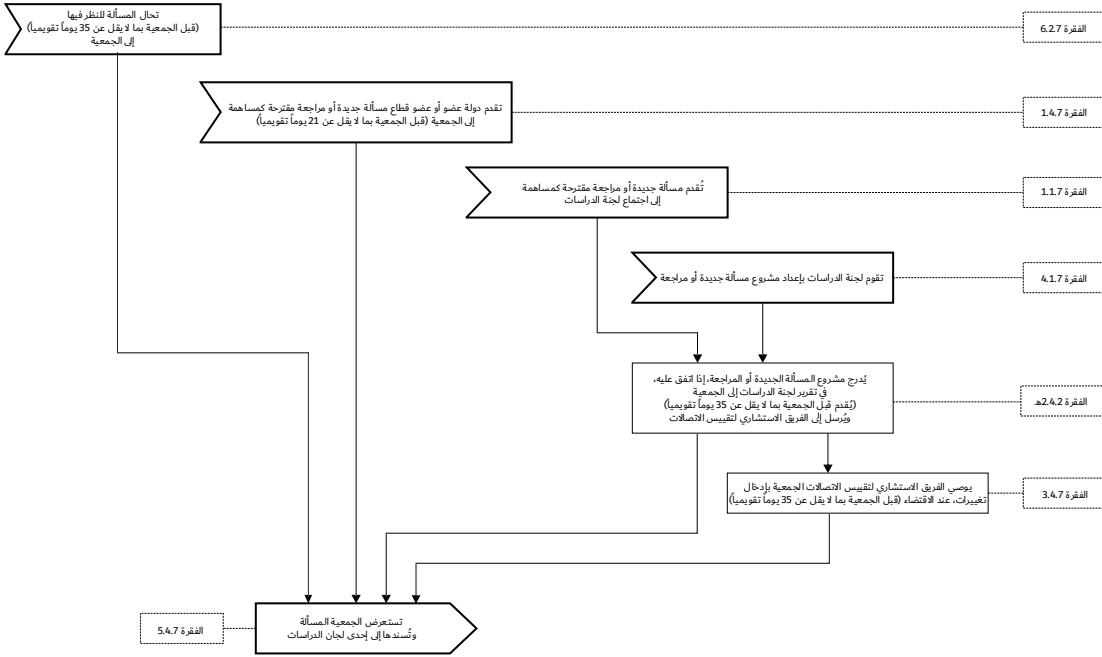 تحال المسألة للنظر فيها
(قبل الجمعية بما لا يقل عن 35 يوماً تقويمياً)
إلى الجمعية
الفقرة 6.2.7
تقدم دولة عضو أو عضو قطاع مسألة جديدة أو مراجعة مقترحة كمساهمة
إلى الجمعية (قبل الجمعية بما لا يقل عن 21 يوماً تقويمياً)
الفقرة 1.4.7
تُقدم مسألة جديدة أو مراجعة مقترحة كمساهمة
إلى اجتماع لجنة الدراسات
الفقرة 1.1.7
تقوم لجنة الدراسات بإعداد مشروع مسألة جديدة أو مراجعة
الفقرة 4.1.7
يُدرج مشروع المسألة الجديدة أو المراجعة، إذا اتفق عليه،
في تقرير لجنة الدراسات إلى الجمعية
(يُقدم قبل الجمعية بما لا يقل عن 35 يوماً تقويمياً)
ويُرسل إلى الفريق الاستشاري لتقييس الاتصالات
الفقرة 2.4.2ﻫ
يوصي الفريق الاستشاري لتقييس الاتصالات الجمعية بإدخال
تغييرات، عند الاقتضاء (قبل الجمعية بما لا يقل عن 35 يوماً تقويمياً)
الفقرة 3.4.7
تستعرض الجمعية المسألة
وتُسندها إلى إحدى لجان الدراسات
الفقرة 5.4.7